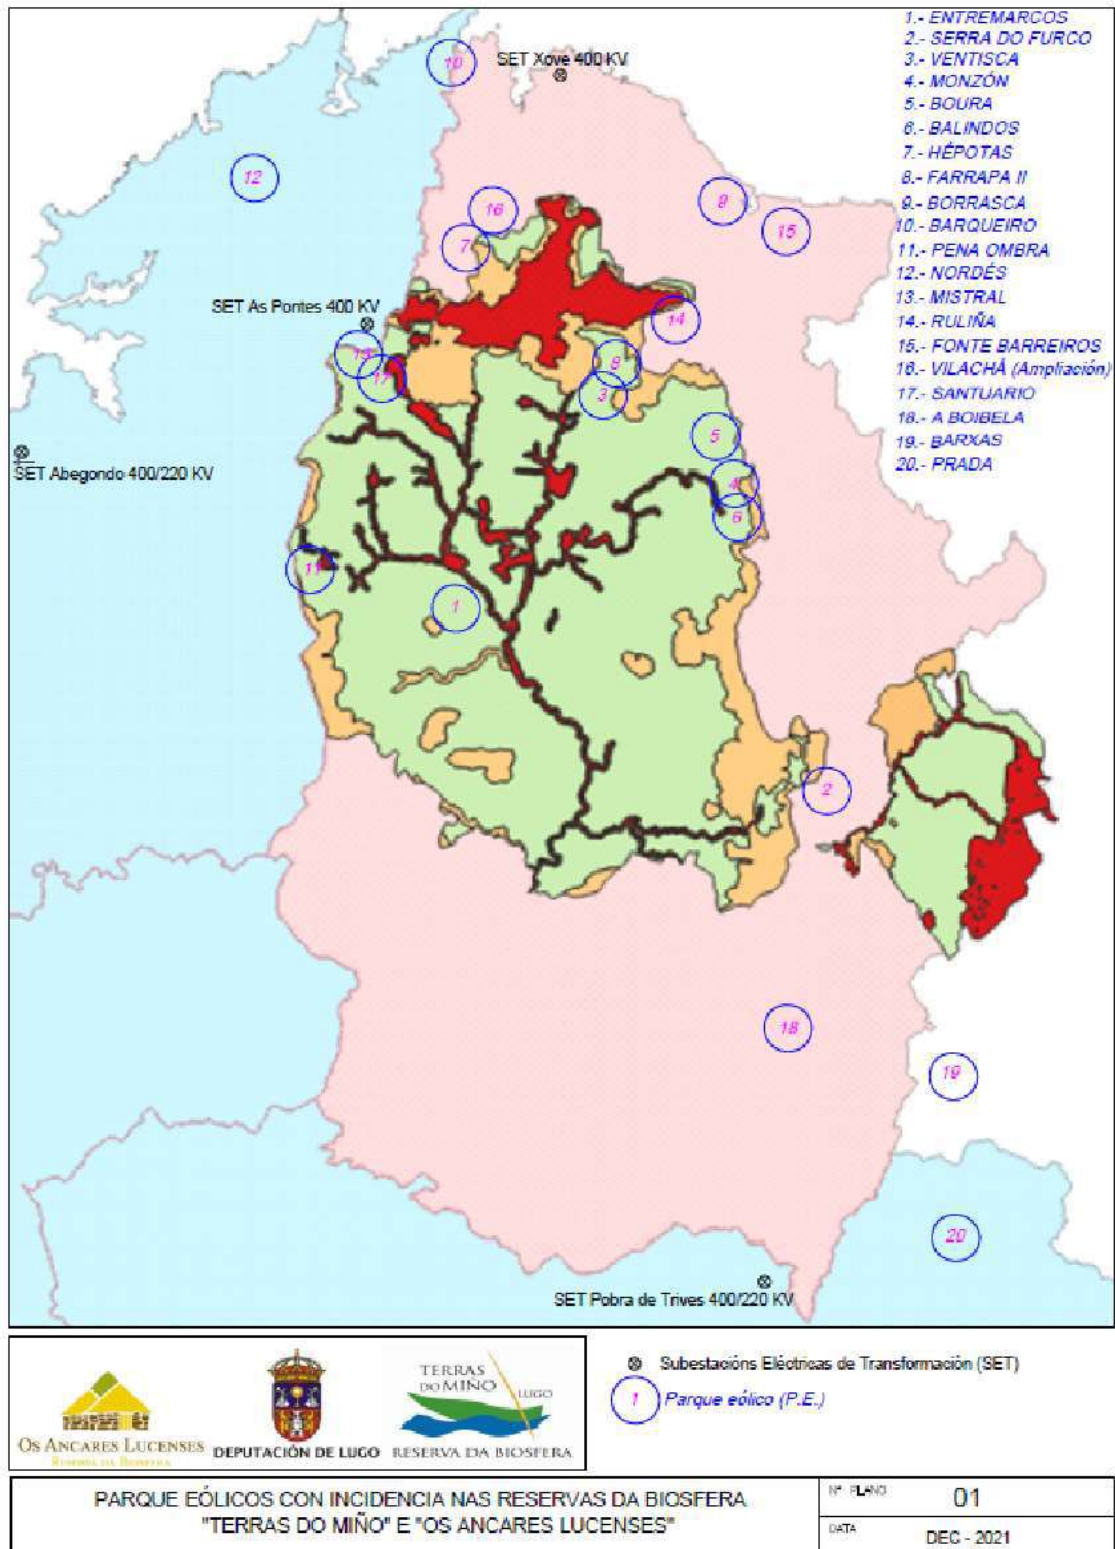 1.- ENTREMARCOS
2.- SERRA DO FURCO
3.- VENTISCA
4.- MONZÓN
5.- BOURA
6.- BALINDOS
7.- HÉPOTAS
8.- FARRAPA II
9.- BORRASCA
10.- BARQUEIRO
11.- PENA OMBRA
12.- NORDÉS
13.- MISTRAL
14.- RULIÑA
15.- FONTE BARREIROS
16.- VILACHÁ (Ampliación)
17.- SANTUARIO
18.- A BOIBELA
19.- BARXAS
20.- PRADA
10
SET Xove 400 KV
12
16
9
7
15
SET As Pontes 400 KV
14
13
8
17
3
5
SET Abegondo 400/220 KV
4
6
11
1
2
18
19
20
SET Pobra de Trives 400/220 KV
OS ANCARES LUCENSES
RESERVA DA BIOSFERA
DEPUTACIÓN DE LUGO
TERRAS
DO MIÑO
LUGO
RESERVA DA BIOSFERA
Subestacións Eléctricas de Transformación (SET)
1 Parque eólico (P.E.)
PARQUE EÓLICOS CON INCIDENCIA NAS RESERVAS DA BIOSFERA
"TERRAS DO MIÑO" E "OS ANCARES LUCENSES"
Nº PLANO 01
DATA DEC - 2021